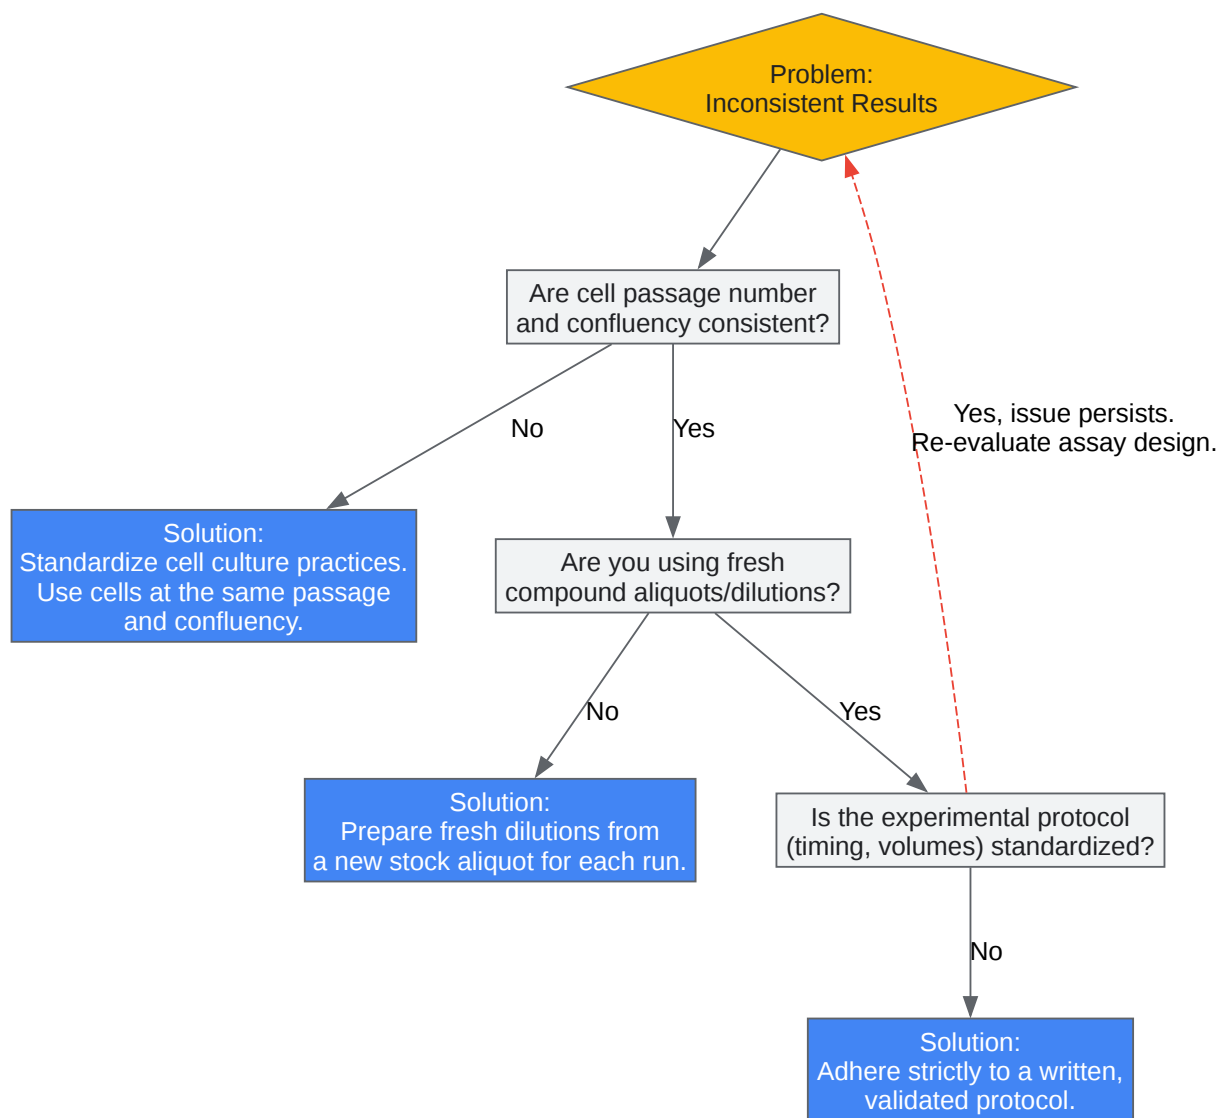 Problem:
Inconsistent Results
Are cell passage number
and confluency consistent?
No
Yes
Yes, issue persists.
Re-evaluate assay design.
Solution:
Standardize cell culture practices.
Use cells at the same passage
and confluency.
Are you using fresh
compound aliquots/dilutions?
No
Yes
Solution:
Prepare fresh dilutions from
a new stock aliquot for each run.
Is the experimental protocol
(timing, volumes) standardized?
No
Solution:
Adhere strictly to a written,
validated protocol.